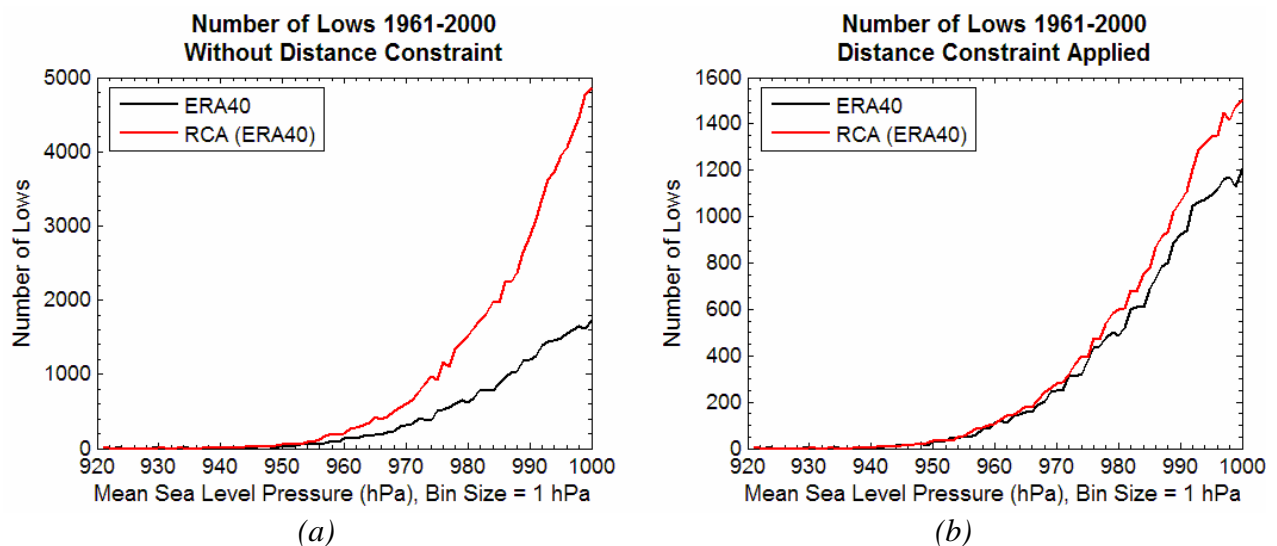 Number of Lows 1961-2000
Without Distance Constraint
5000
4000
3000
2000
1000
0
Number of Lows
ERA40
RCA (ERA40)
920 930 940 950 960 970 980 990 1000
Mean Sea Level Pressure (hPa), Bin Size = 1 hPa
(a)
Number of Lows 1961-2000
Distance Constraint Applied
1600
1400
1200
1000
800
600
400
200
0
Number of Lows
ERA40
RCA (ERA40)
920 930 940 950 960 970 980 990 1000
Mean Sea Level Pressure (hPa), Bin Size = 1 hPa
(b)